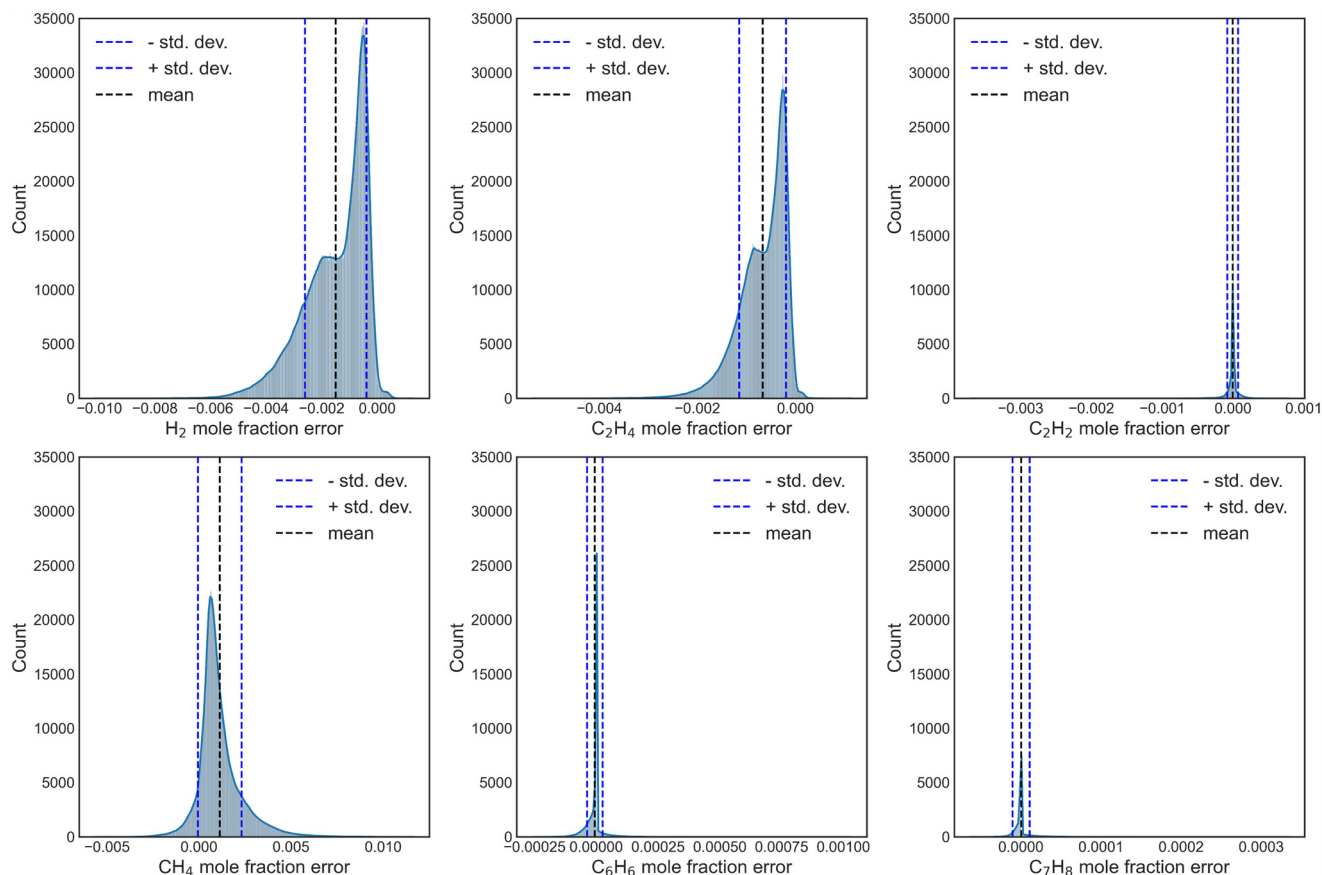 35000
30000
25000
20000
15000
10000
5000
0
Count
- std. dev.
+ std. dev.
mean
−0.010 −0.008 −0.006 −0.004 −0.002 0.000
H₂ mole fraction error
35000
30000
25000
20000
15000
10000
5000
0
Count
- std. dev.
+ std. dev.
mean
−0.004 −0.002 0.000
C₂H₄ mole fraction error
35000
30000
25000
20000
15000
10000
5000
0
Count
- std. dev.
+ std. dev.
mean
−0.003 −0.002 −0.001 0.000 0.001
C₂H₂ mole fraction error
35000
30000
25000
20000
15000
10000
5000
0
Count
- std. dev.
+ std. dev.
mean
−0.005 0.000 0.005 0.010
CH₄ mole fraction error
35000
30000
25000
20000
15000
10000
5000
0
Count
- std. dev.
+ std. dev.
mean
−0.00025 0.00000 0.00025 0.00050 0.00075 0.00100
C₆H₆ mole fraction error
35000
30000
25000
20000
15000
10000
5000
0
Count
- std. dev.
+ std. dev.
mean
0.0000 0.0001 0.0002 0.0003
C₇H₈ mole fraction error